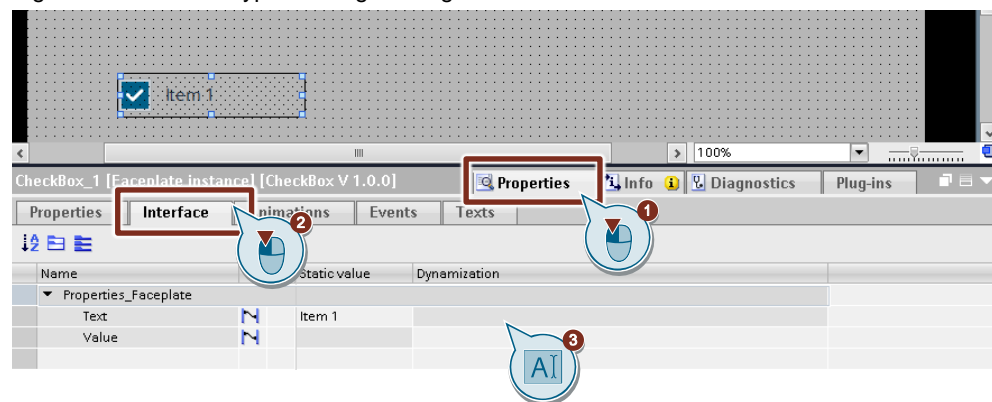 Item 1
100%
CheckBox_1 [Faceplate instance] [CheckBox V 1.0.0]
Properties
Info
Diagnostics
Plug-ins
1
Properties
Interface
Events
Texts
2
Name
Static value
Dynamization
Properties_Faceplate
Text
Item 1
Value
3
AI